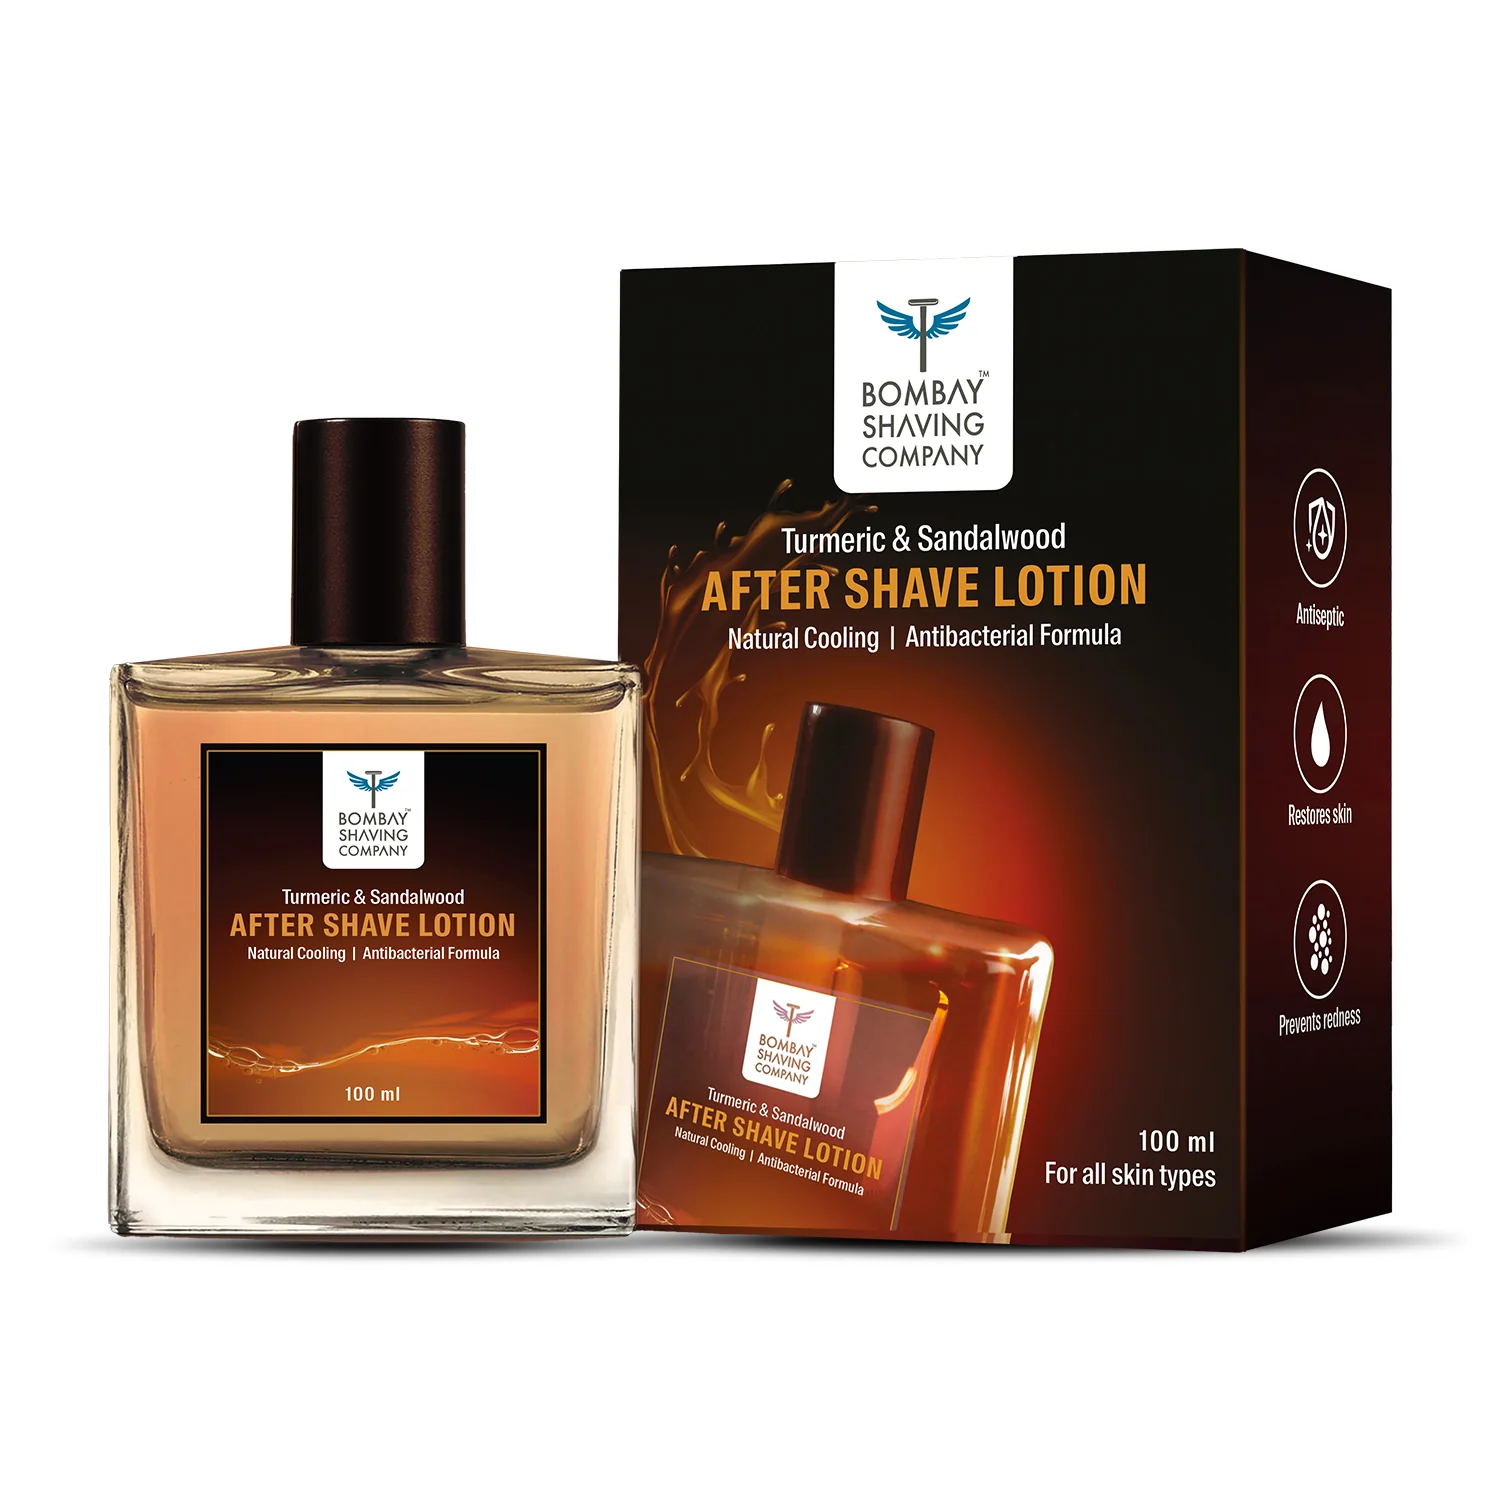 BOMBAY™
SHAVING
COMPANY
Turmeric & Sandalwood
AFTER SHAVE LOTION
Natural Cooling | Antibacterial Formula
100 ml
BOMBAY™
SHAVING
COMPANY
Turmeric & Sandalwood
AFTER SHAVE LOTION
Natural Cooling | Antibacterial Formula
BOMBAY™
SHAVING
COMPANY
Turmeric & Sandalwood
AFTER SHAVE LOTION
Natural Cooling | Antibacterial Formula
100 ml
For all skin types
Antiseptic
Restores skin
Prevents redness